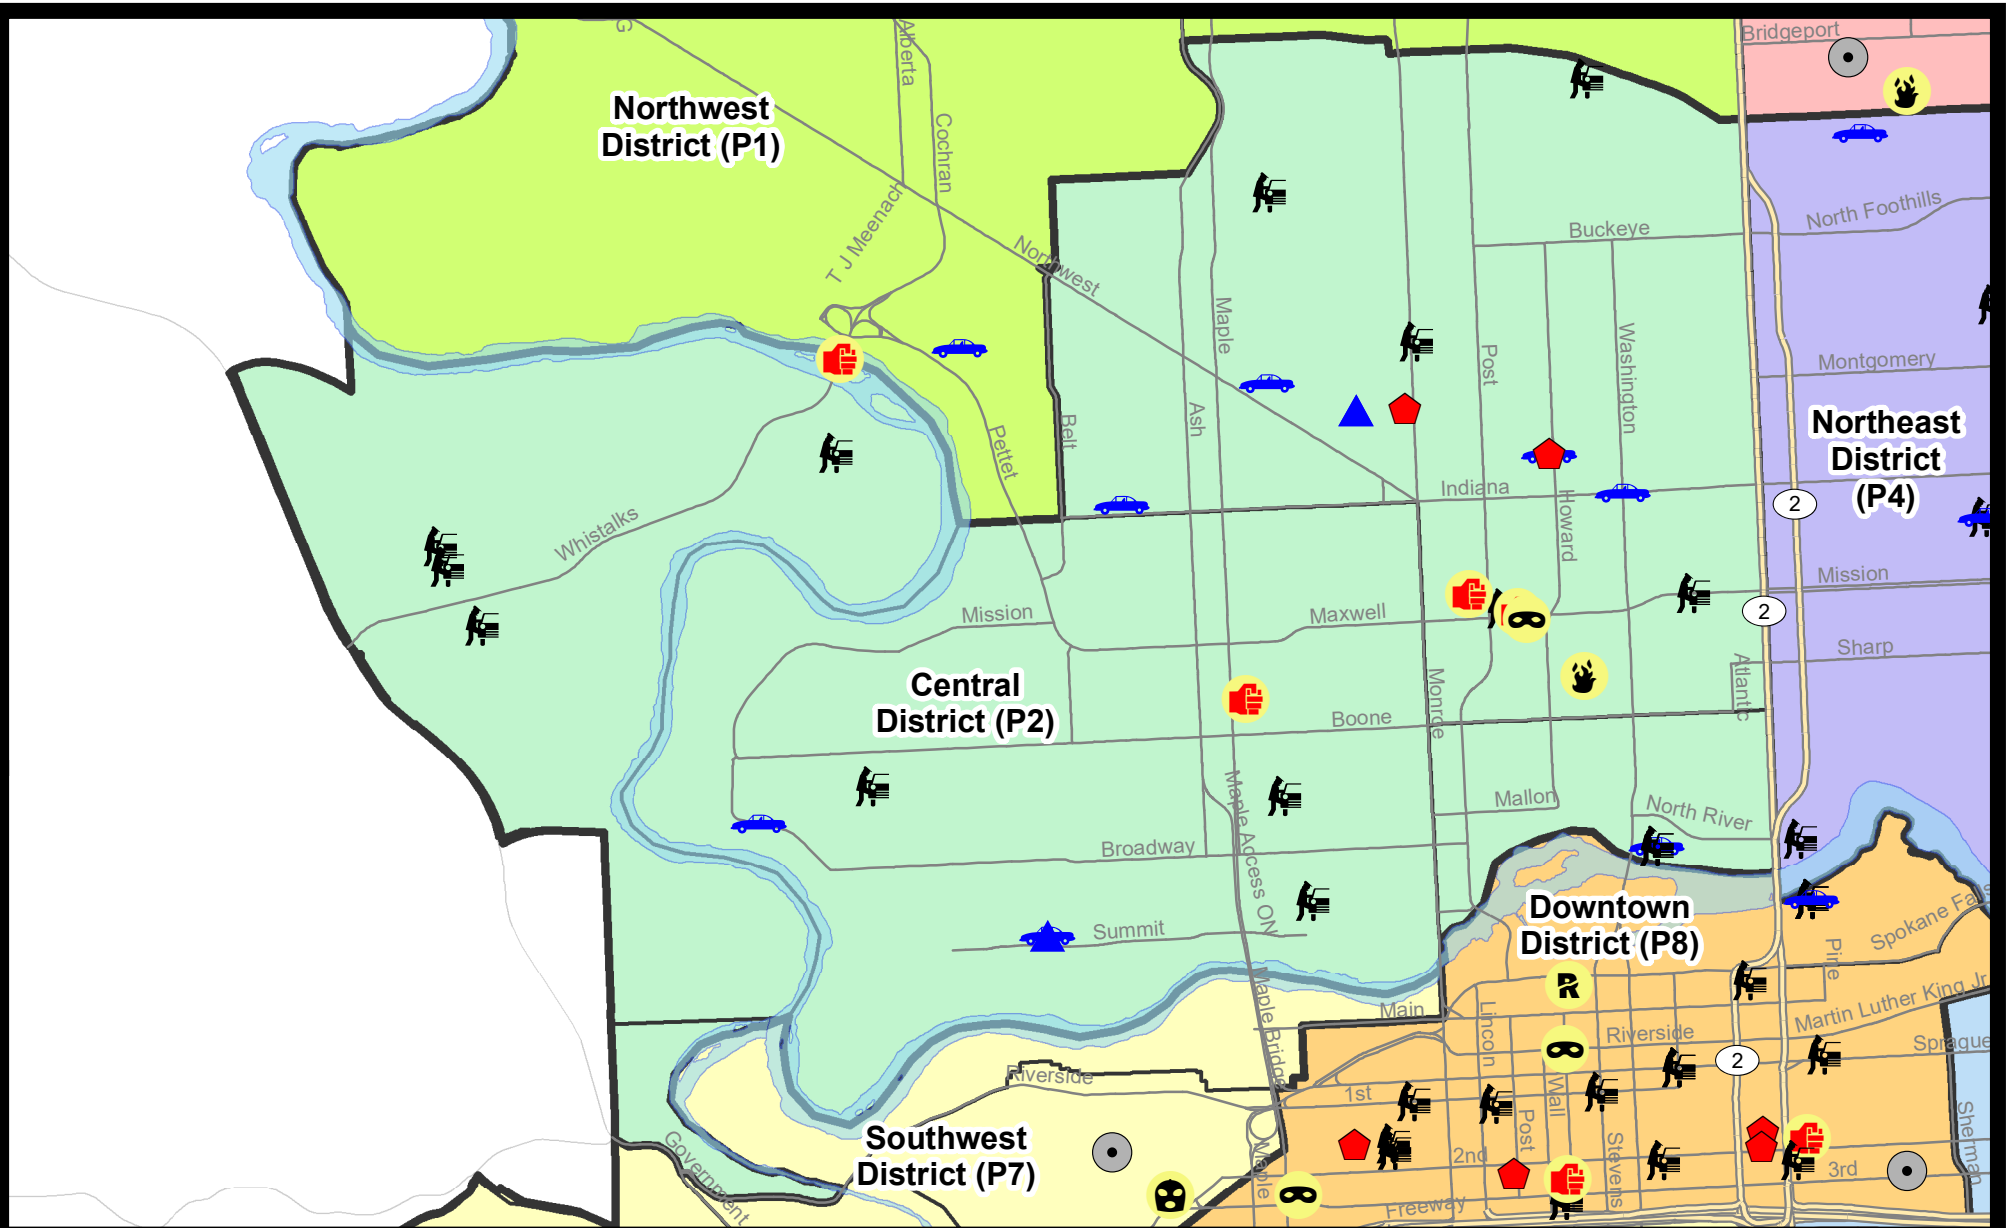 G
Alberta
Bridgeport
Northwest
District (P1)
Cochran
T J Meenach
Northwest
Buckeye
North Foothills
Maple
Post
Washington
Montgomery
Ash
Belt
Pettet
Northeast
District
(P4)
Indiana
Howard
2
Whistalks
Mission
Mission
Maxwell
2
Sharp
Central
District (P2)
Monroe
Atlantic
Boone
Maple Access ON
Mallon
North River
Broadway
Summit
Downtown
District (P8)
Spokane Fa
Pine
R
Maple Bridge
Main
Lincoln
Martin Luther King Jr
Riverside
Sprague
2
Riverside
1st
Wall
Post
Stevens
Sherman
Southwest
District (P7)
Government
Maple
2nd
3rd
Freeway